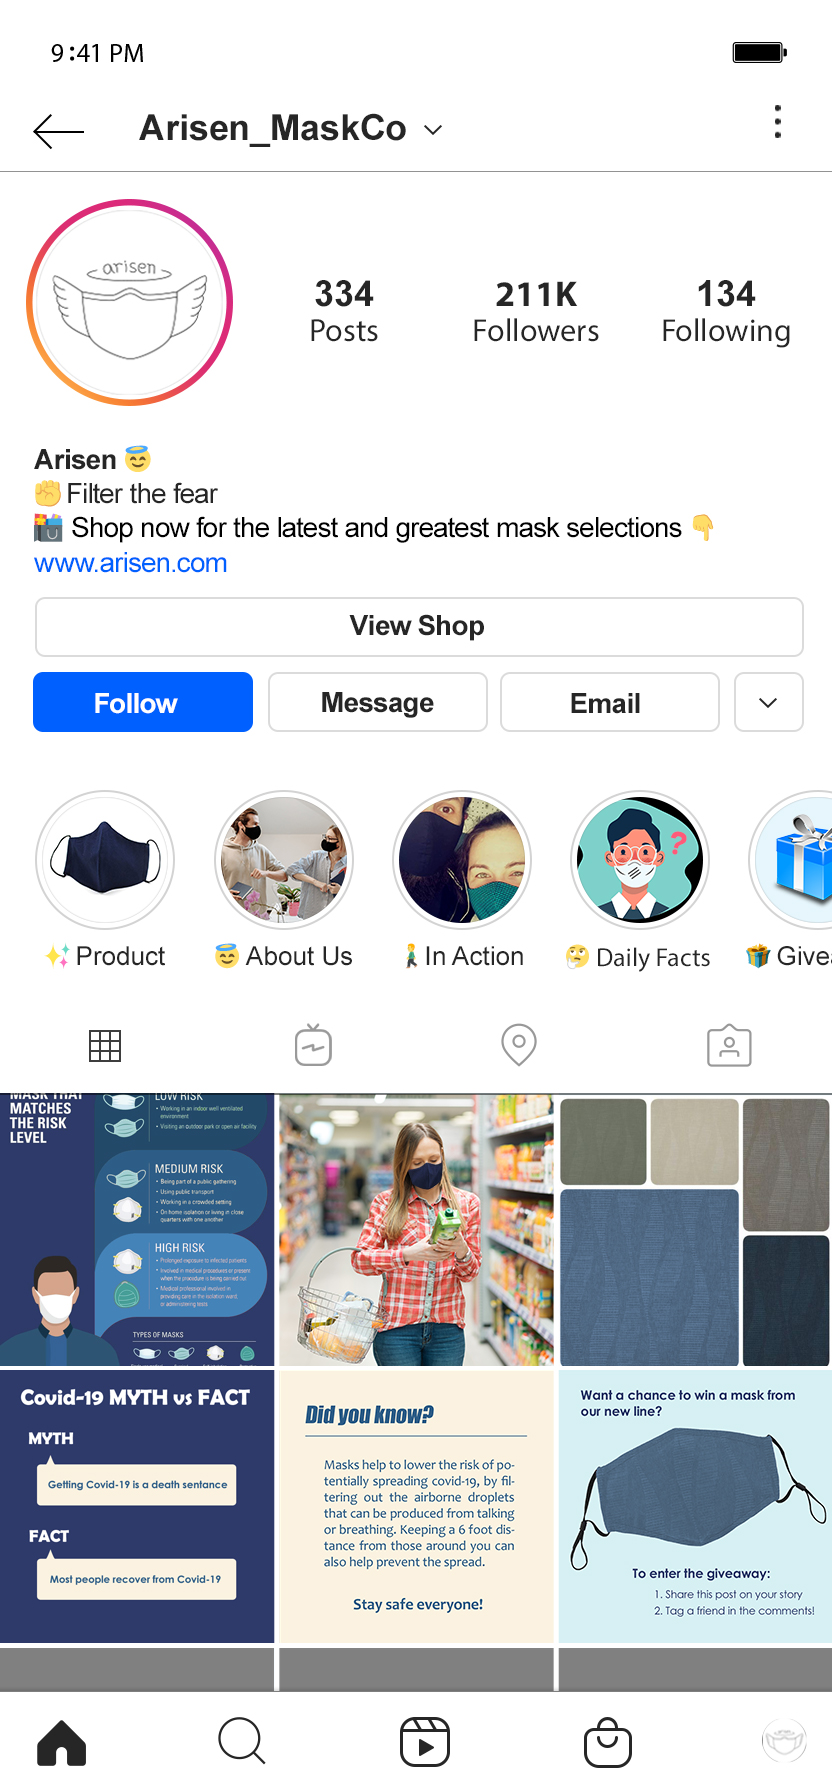 9:41 PM
Arisen_MaskCo
arisen
334
Posts
211K
Followers
134
Following
Arisen 😇
✊ Filter the fear
🛍 Shop now for the latest and greatest mask selections 👇
www.arisen.com
View Shop
Follow
Message
Email
✨ Product
😇 About Us
🚶‍♂️ In Action
🤔 Daily Facts
🎁 Give
MASK THAT
MATCHES
THE RISK
LEVEL
LOW RISK
• Working in an indoor well ventilated
environment
• Visiting an outdoor park or open air facility
MEDIUM RISK
• Being part of a public gathering
• Using public transport
• Working in a crowded setting
• On home isolation or living in close
quarters with one another
HIGH RISK
• Prolonged exposure to infected patients
• Involved in medical procedures or present
when the procedure is being carried out
• Medical professional involved in
providing care in the isolation ward,
or administering tests
TYPES OF MASKS
Covid-19 MYTH vs FACT
MYTH
Getting Covid-19 is a death sentance
FACT
Most people recover from Covid-19
Did you know?
Masks help to lower the risk of po-
tentially spreading covid-19, by fil-
tering out the airborne droplets
that can be produced from talking
or breathing. Keeping a 6 foot dis-
tance from those around you can
also help prevent the spread.
Stay safe everyone!
Want a chance to win a mask from
our new line?
To enter the giveaway:
1. Share this post on your story
2. Tag a friend in the comments!